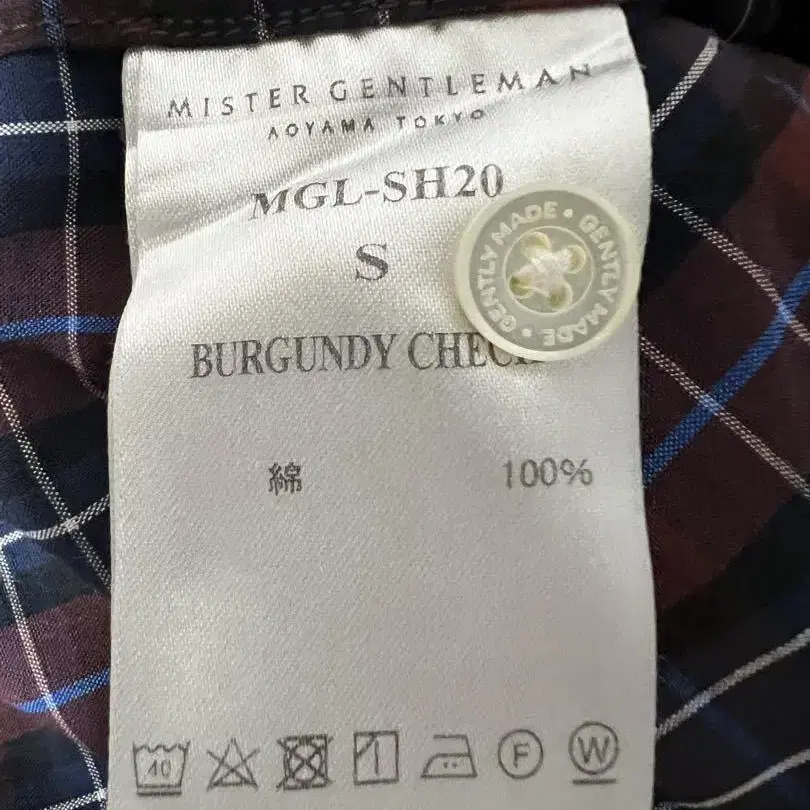 MISTER GENTLEMAN
AOYAMA TOKYO
MGL-SH20
S
GENTLY MADE • GENTLY MADE •
BURGUNDY CHECK
綿 100%
40
F
W